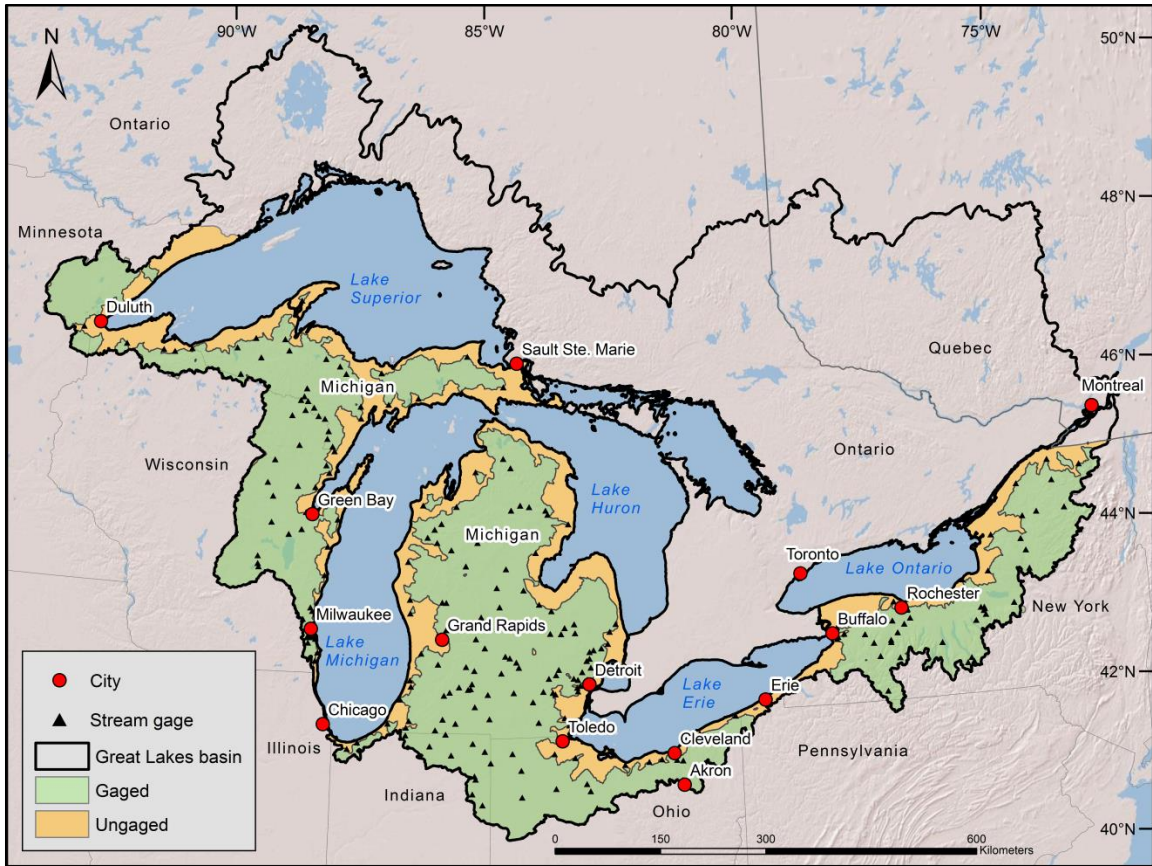 90°W
85°W
80°W
75°W
N
50°N
Ontario
48°N
Minnesota
Lake
Superior
Duluth
Sault Ste. Marie
Quebec
46°N
Michigan
Montreal
Ontario
Wisconsin
Green Bay
Lake
Huron
44°N
Michigan
Toronto
Lake Ontario
Rochester
New York
Milwaukee
Grand Rapids
Buffalo
Lake
Michigan
Detroit
Lake
Erie
Erie
42°N
Chicago
Toledo
Cleveland
Illinois
Pennsylvania
Akron
Indiana
Ohio
40°N
City
Stream gage
Great Lakes basin
Gaged
Ungaged
0 150 300 600
Kilometers